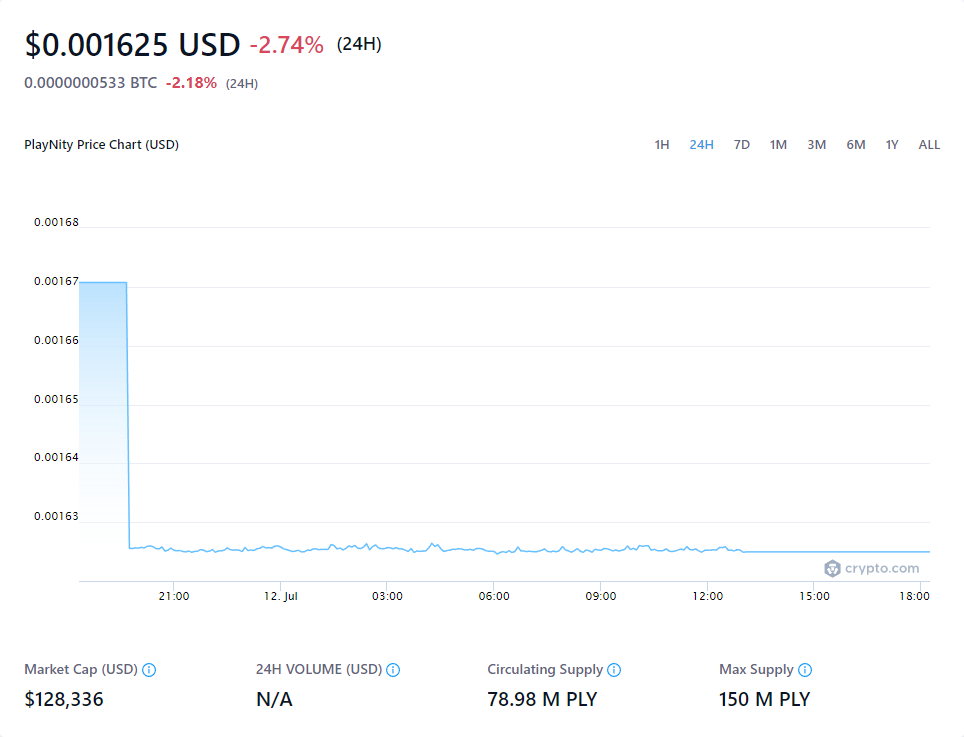 $0.001625 USD -2.74% (24H)
0.0000000533 BTC -2.18% (24H)
PlayNity Price Chart (USD) 1H 24H 7D 1M 3M 6M 1Y ALL
0.00168
0.00167
0.00166
0.00165
0.00164
0.00163
crypto.com
21:00 12. Jul 03:00 06:00 09:00 12:00 15:00 18:00
Market Cap (USD) 24H VOLUME (USD) Circulating Supply Max Supply
$128,336 N/A 78.98 M PLY 150 M PLY